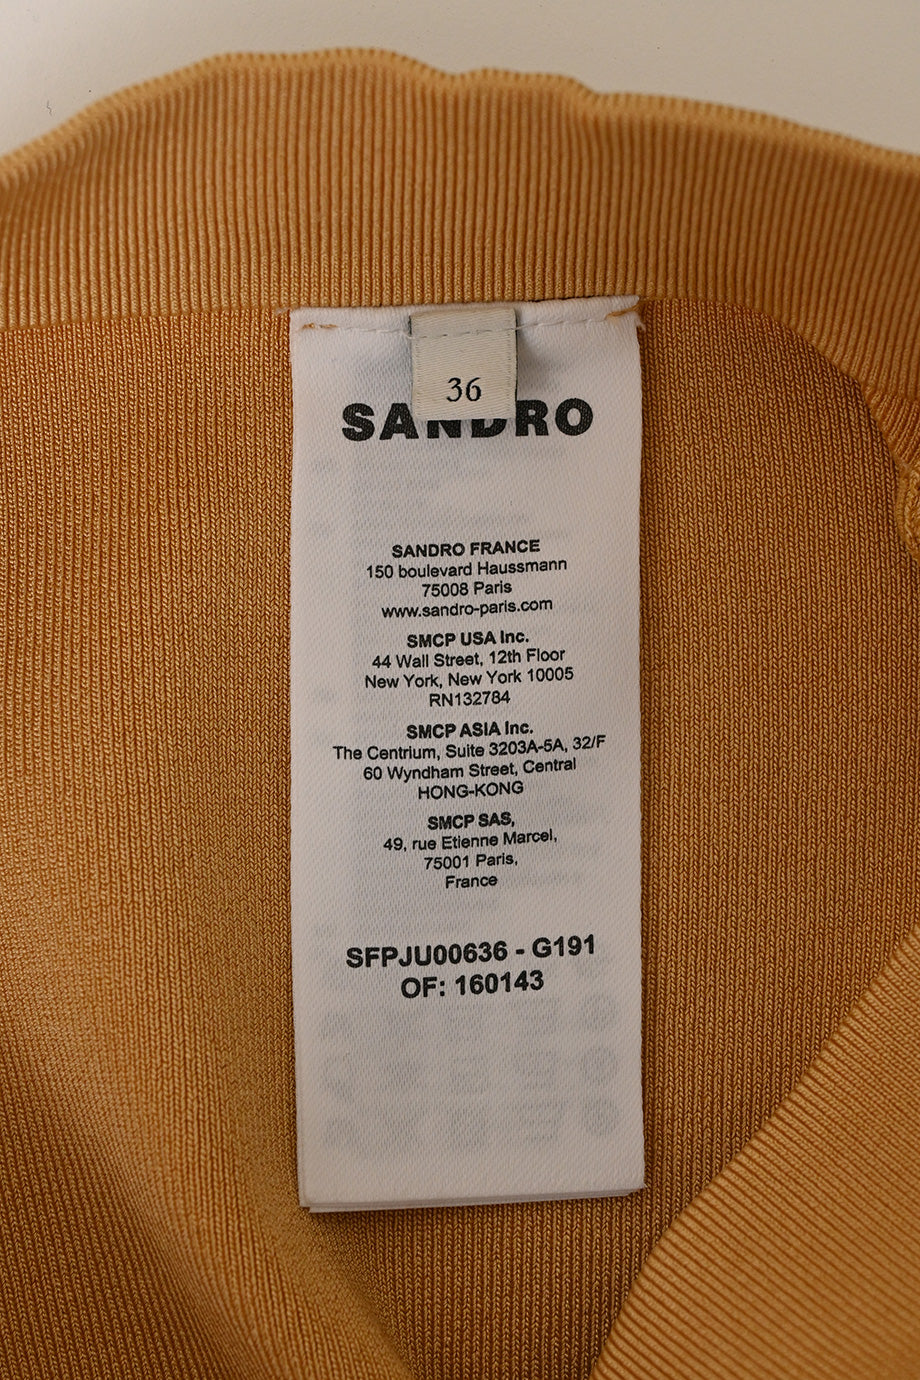 36
SANDRO
SANDRO FRANCE
150 boulevard Haussmann
75008 Paris
www.sandro-paris.com
SMCP USA Inc.
44 Wall Street, 12th Floor
New York, New York 10005
RN132784
SMCP ASIA Inc.
The Centrium, Suite 3203A-5A, 32/F
60 Wyndham Street, Central
HONG-KONG
SMCP SAS,
49, rue Etienne Marcel,
75001 Paris,
France
SFPJU00636 - G191
OF: 160143